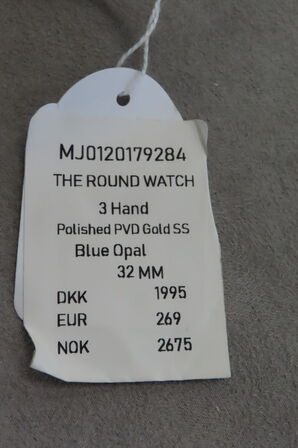 MJ0120179284
THE ROUND WATCH
3 Hand
Polished PVD Gold SS
Blue Opal
32 MM
DKK 1995
EUR 269
NOK 2675